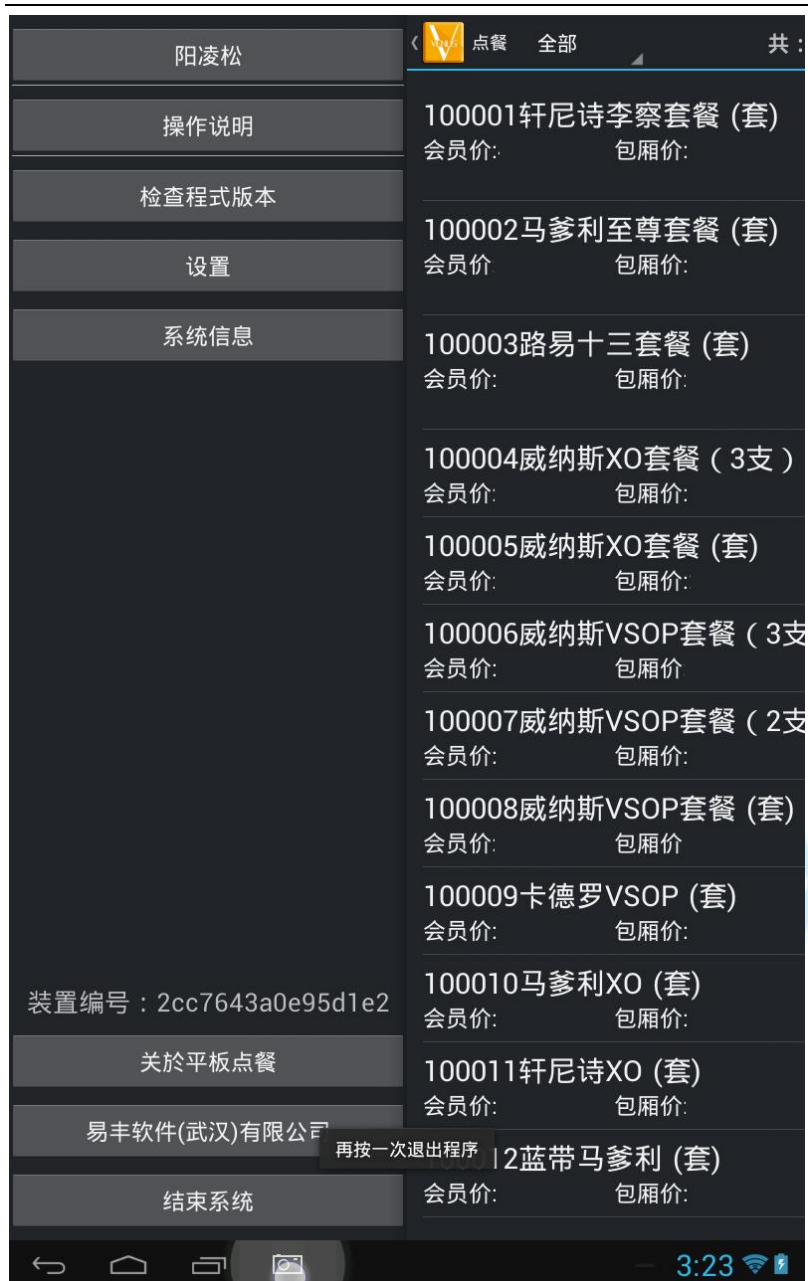 阳凌松
操作说明
检查程式版本
设置
系统信息
装置编号：2cc7643a0e95d1e2
关於平板点餐
易丰软件(武汉)有限公司
结束系统
点餐 全部 共：
100001轩尼诗李察套餐 (套)
会员价: 包厢价:
100002马爹利至尊套餐 (套)
会员价 包厢价:
100003路易十三套餐 (套)
会员价: 包厢价:
100004威纳斯XO套餐（3支）
会员价: 包厢价:
100005威纳斯XO套餐 (套)
会员价: 包厢价:
100006威纳斯VSOP套餐（3支
会员价: 包厢价
100007威纳斯VSOP套餐（2支
会员价: 包厢价:
100008威纳斯VSOP套餐 (套)
会员价: 包厢价
100009卡德罗VSOP (套)
会员价: 包厢价:
100010马爹利XO (套)
会员价: 包厢价:
100011轩尼诗XO (套)
会员价: 包厢价:
再按一次退出程序
12蓝带马爹利 (套)
会员价: 包厢价:
3:23